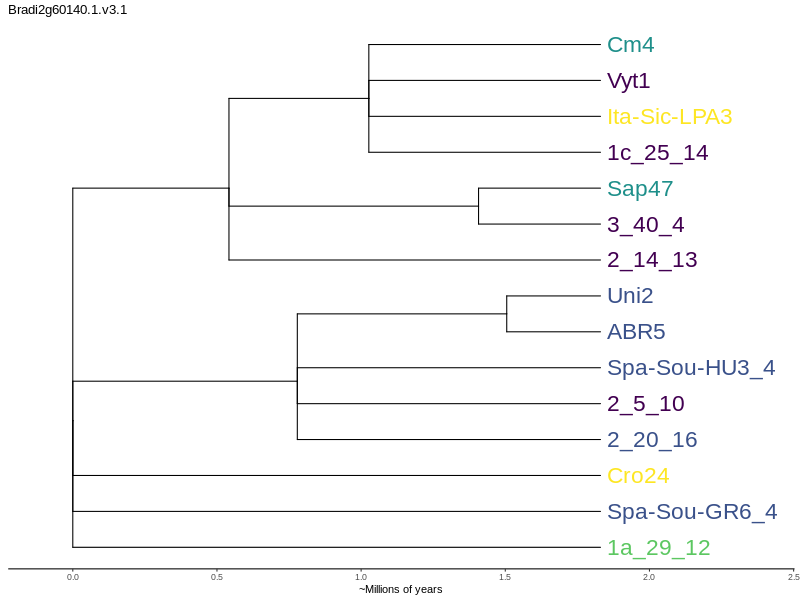 Bradi2g60140.1.v3.1
Cm4
Vyt1
Ita-Sic-LPA3
1c_25_14
Sap47
3_40_4
2_14_13
Uni2
ABR5
Spa-Sou-HU3_4
2_5_10
2_20_16
Cro24
Spa-Sou-GR6_4
1a_29_12
0.0 0.5 1.0 1.5 2.0 2.5
~Millions of years